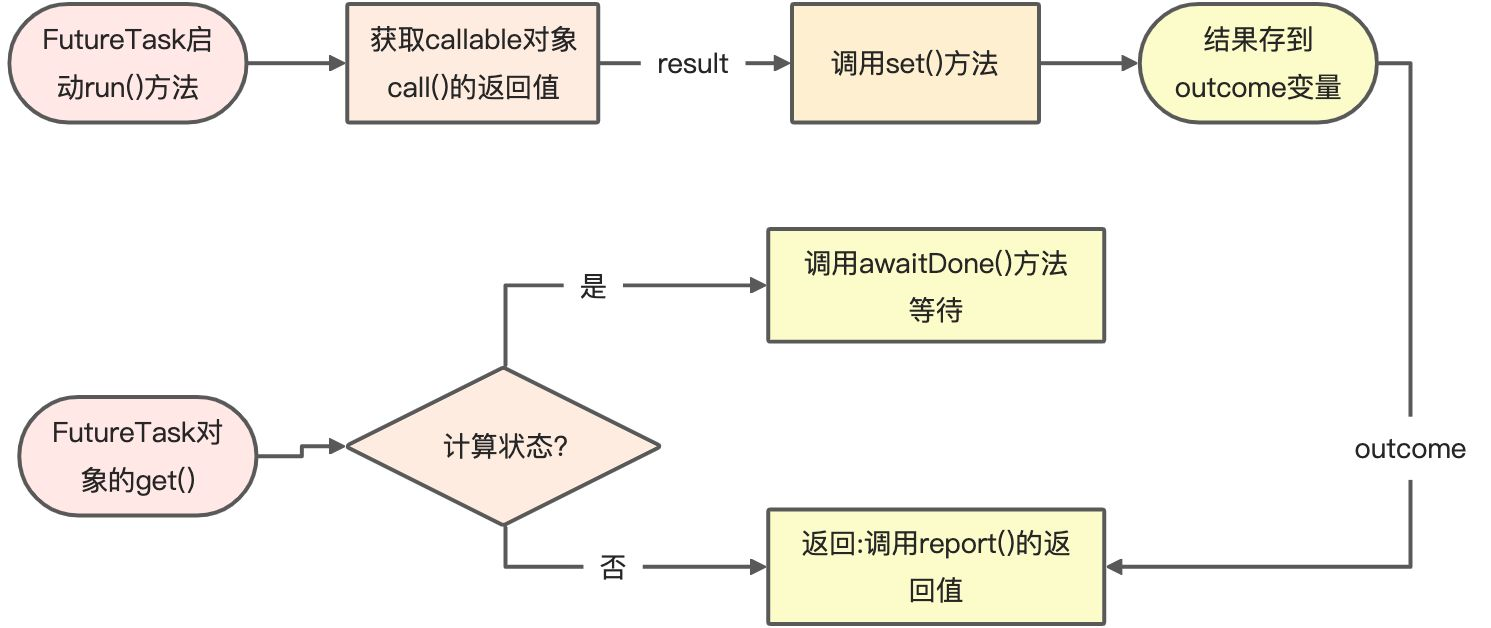 FutureTask启
动run()方法
获取callable对象
call()的返回值
result
调用set()方法
结果存到
outcome变量
调用awaitDone()方法
等待
是
FutureTask对
象的get()
计算状态?
outcome
否
返回:调用report()的返
回值